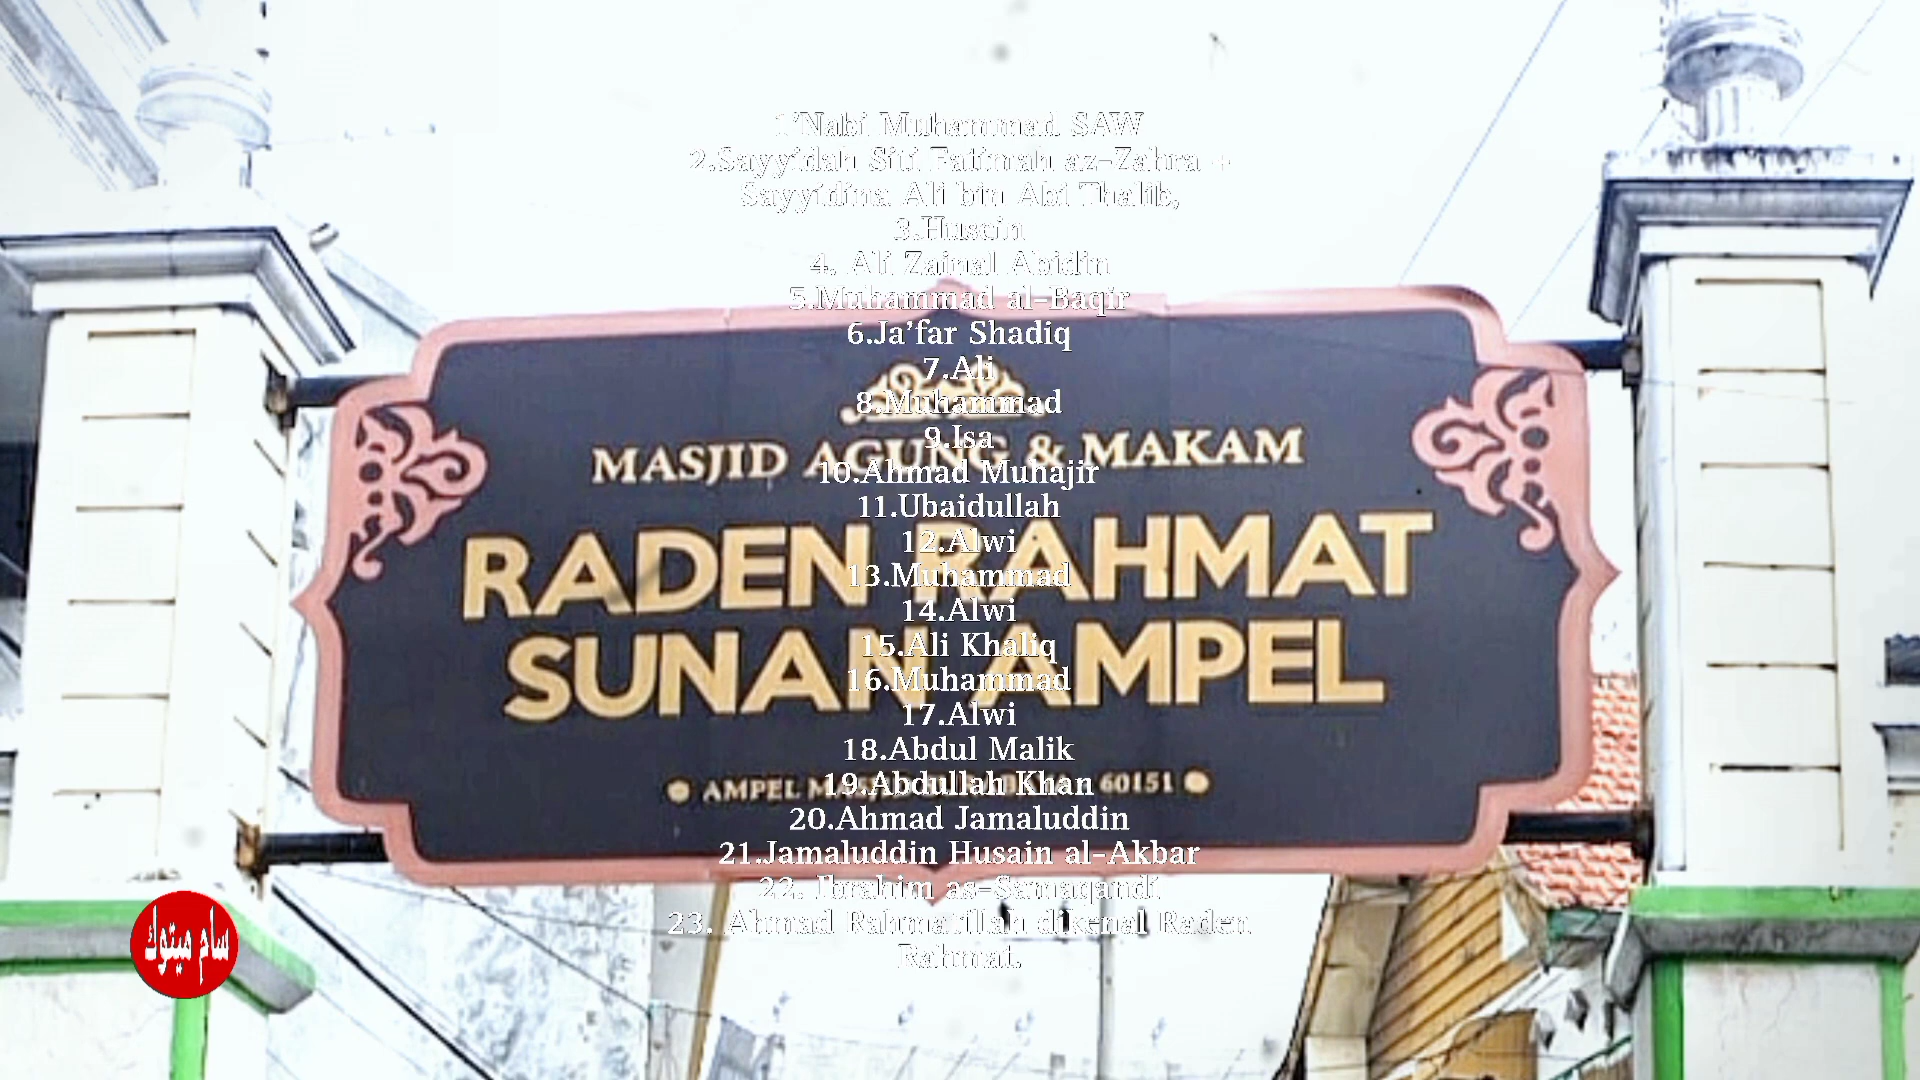 1'Nabi Muhammad SAW
2.Sayyidah Siti Fatimah az-Zahra +
Sayyidina Ali bin Abi Thalib,
3.Husein
4. Ali Zainal Abidin
5.Muhammad al-Baqir
6.Ja'far Shadiq
7.Ali
8.Muhammad
9.Isa
10.Ahmad Muhajir
11.Ubaidullah
12.Alwi
13.Muhammad
14.Alwi
15.Ali Khaliq
16.Muhammad
17.Alwi
18.Abdul Malik
19.Abdullah Khan
20.Ahmad Jamaluddin
21.Jamaluddin Husain al-Akbar
22. Ibrahim as-Samaqandi
23. Ahmad Rahmatillah dikenal Raden
Rahmat.
MASJID AGUNG & MAKAM
RADEN RAHMAT
SUNAN AMPEL
AMPEL 60151
سام ميتوك